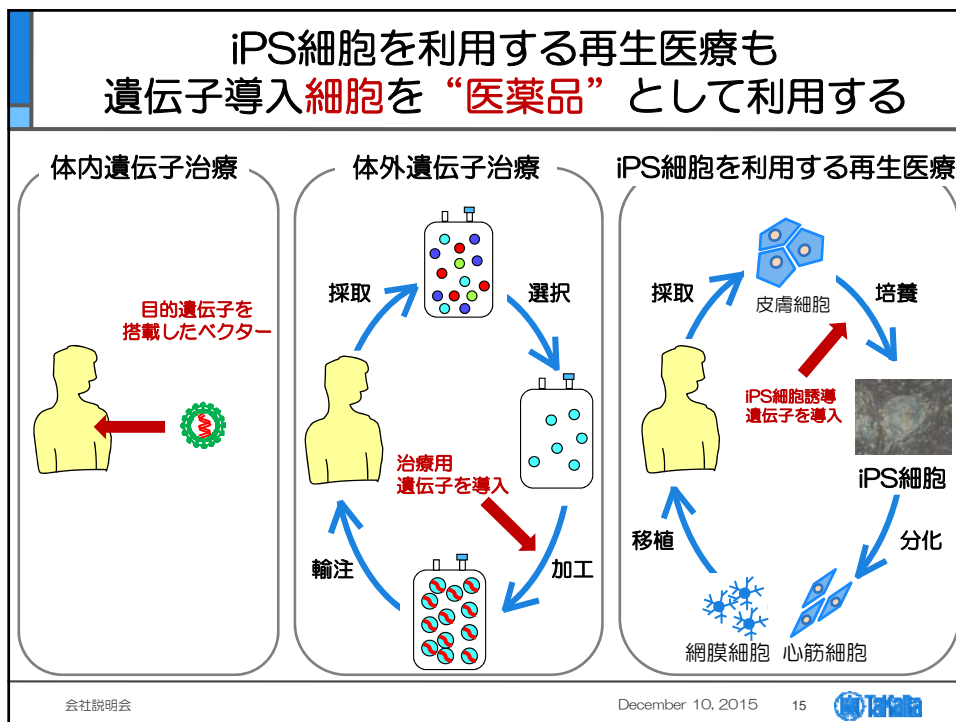 iPS細胞を利用する再生医療も
遺伝子導入細胞を“医薬品”として利用する
体内遺伝子治療
目的遺伝子を
搭載したベクター
体外遺伝子治療
採取
選択
治療用
遺伝子を導入
輸注
加工
iPS細胞を利用する再生医療
採取
皮膚細胞
培養
iPS細胞誘導
遺伝子を導入
iPS細胞
移植
分化
網膜細胞
心筋細胞
会社説明会
December 10, 2015
15
TaKaRa